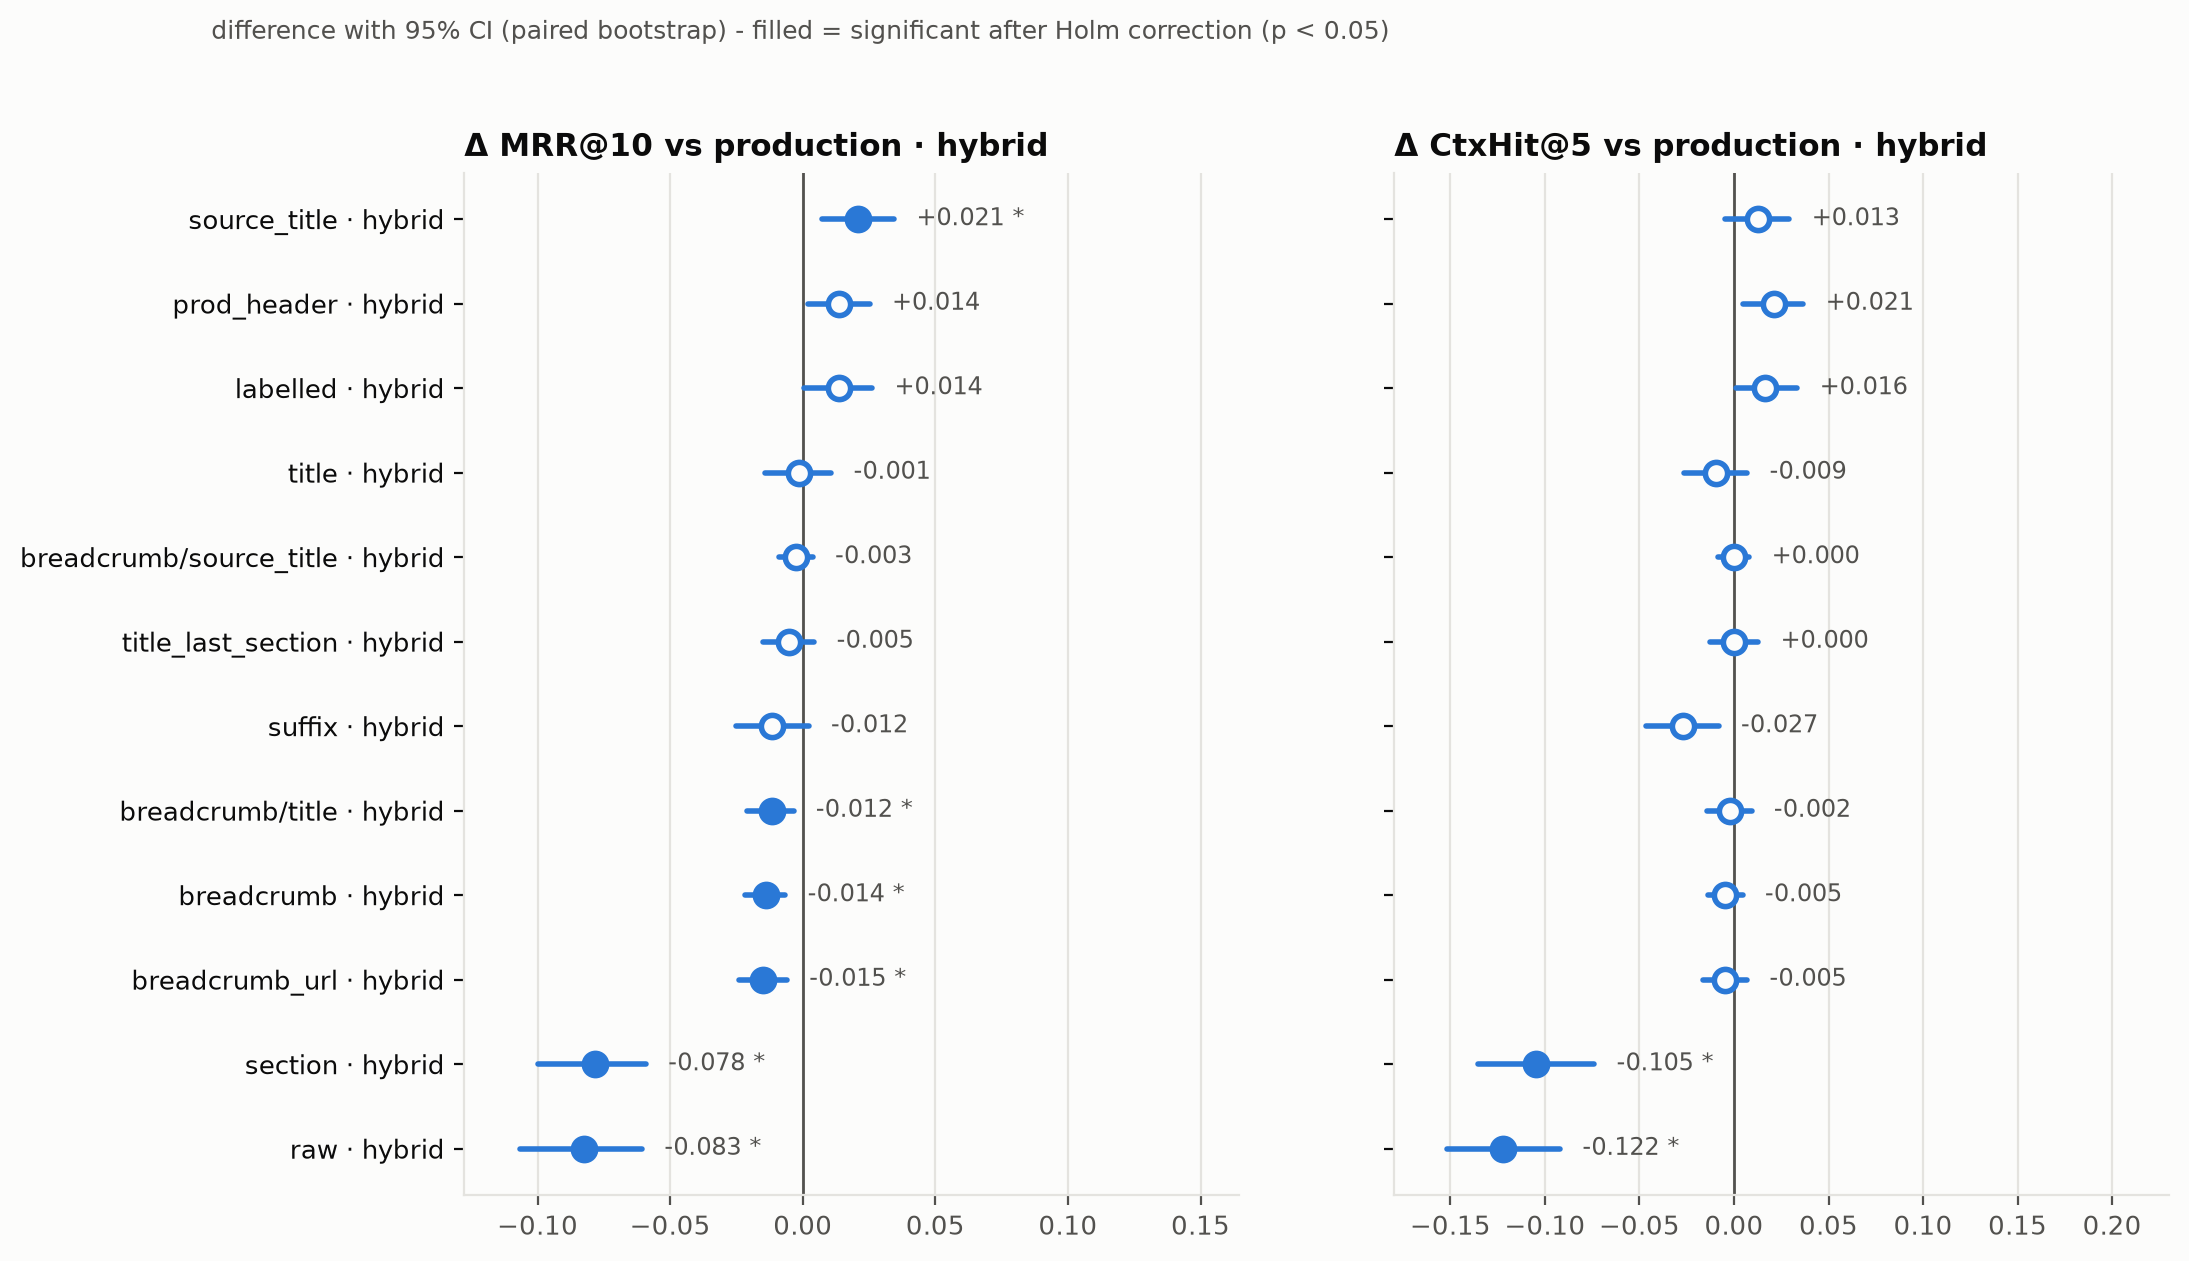 difference with 95% CI (paired bootstrap) - filled = significant after Holm correction (p < 0.05)
Δ MRR@10 vs production · hybrid
Δ CtxHit@5 vs production · hybrid
source_title · hybrid
+0.021 *
+0.013
prod_header · hybrid
+0.014
+0.021
labelled · hybrid
+0.014
+0.016
title · hybrid
-0.001
-0.009
breadcrumb/source_title · hybrid
-0.003
+0.000
title_last_section · hybrid
-0.005
+0.000
suffix · hybrid
-0.012
-0.027
breadcrumb/title · hybrid
-0.012 *
-0.002
breadcrumb · hybrid
-0.014 *
-0.005
breadcrumb_url · hybrid
-0.015 *
-0.005
section · hybrid
-0.078 *
-0.105 *
raw · hybrid
-0.083 *
-0.122 *
−0.10 −0.05 0.00 0.05 0.10 0.15
−0.15 −0.10 −0.05 0.00 0.05 0.10 0.15 0.20